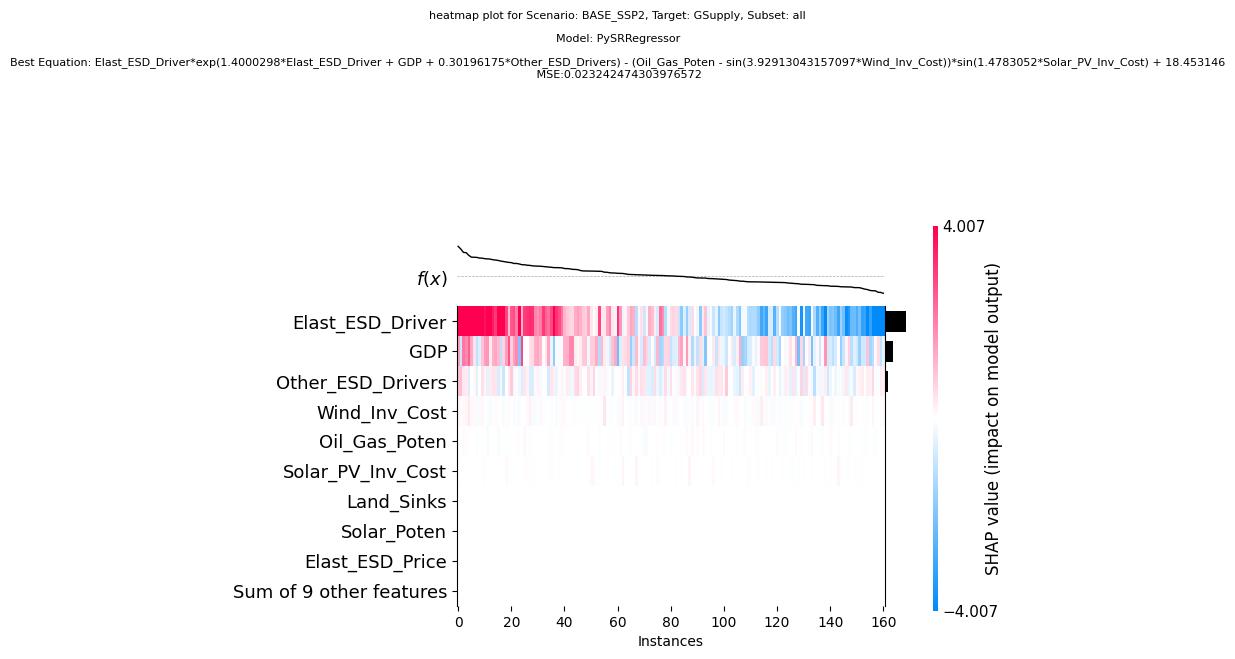 heatmap plot for Scenario: BASE_SSP2, Target: GSupply, Subset: all
Model: PySRRegressor
Best Equation: Elast_ESD_Driver*exp(1.4000298*Elast_ESD_Driver + GDP + 0.30196175*Other_ESD_Drivers) - (Oil_Gas_Poten - sin(3.92913043157097*Wind_Inv_Cost))*sin(1.4783052*Solar_PV_Inv_Cost) + 18.453146
MSE:0.023242474303976572
4.007
f(x)
Elast_ESD_Driver
GDP
Other_ESD_Drivers
Wind_Inv_Cost
Oil_Gas_Poten
Solar_PV_Inv_Cost
Land_Sinks
Solar_Poten
Elast_ESD_Price
Sum of 9 other features
SHAP value (impact on model output)
−4.007
0 20 40 60 80 100 120 140 160
Instances